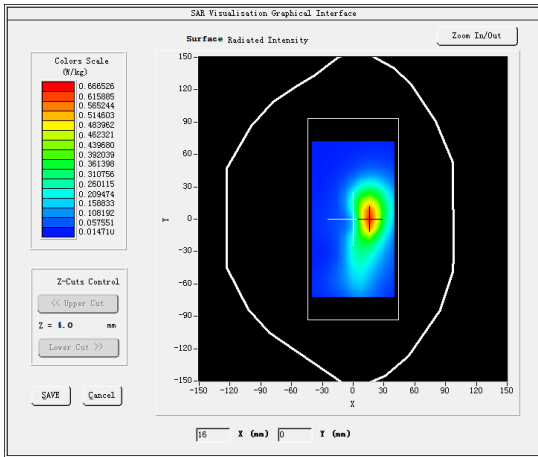 SAR Visualisation Graphical Interface
Surface Radiated Intensity
Zoom In/Out
Colors Scale
(W/kg)
0.666526
0.615885
0.565244
0.514603
0.483962
0.462321
0.439680
0.392039
0.361398
0.310756
0.260115
0.209474
0.158833
0.108192
0.057551
0.014710
Z-Cuts Control
<< Upper Cut
Z = 4.0 mm
Lower Cut >>
SAVE
Cancel
150
120
90
60
30
0
-30
-60
-90
-120
-150
Y
-150 -120 -90 -60 -30 0 30 60 90 120 150
X
16 X (mm) 0 Y (mm)